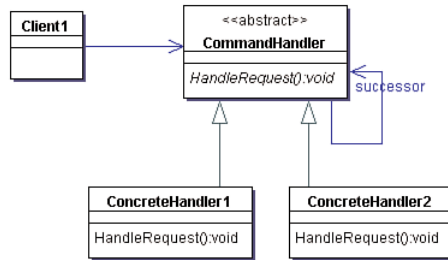 Client1
<<abstract>>
CommandHandler
HandleRequest():void
successor
ConcreteHandler1
HandleRequest():void
ConcreteHandler2
HandleRequest():void